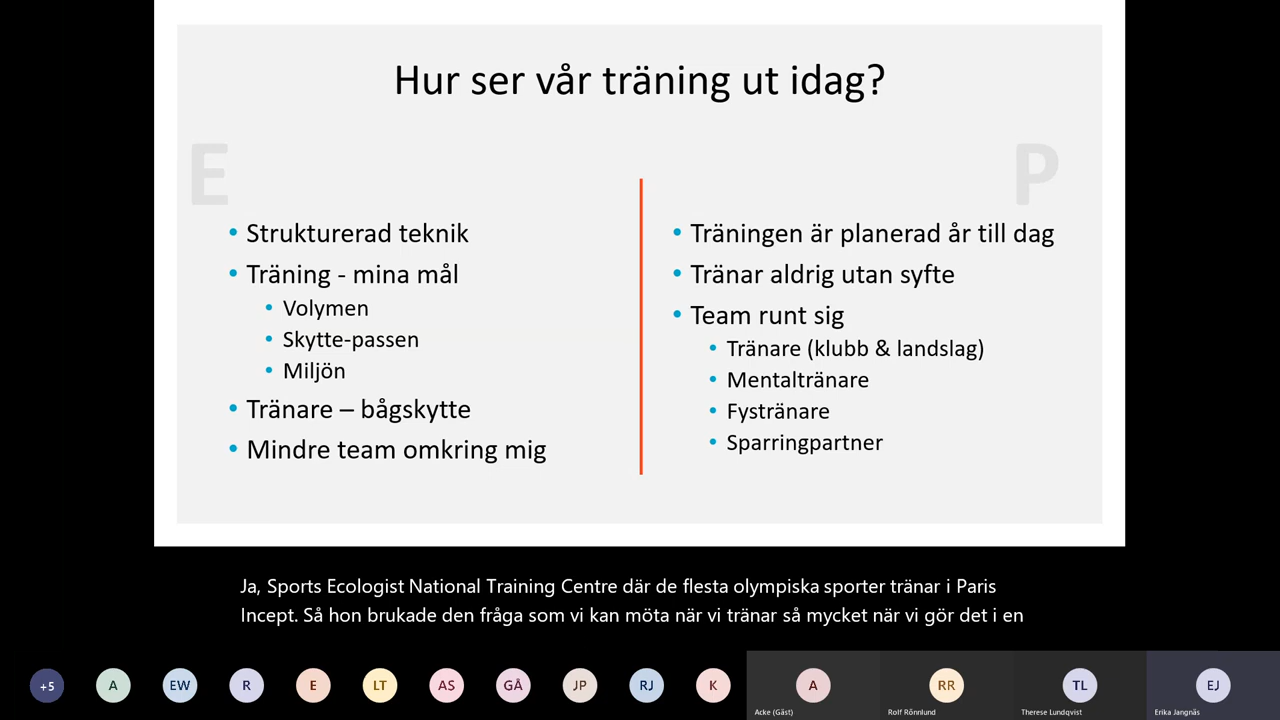 Hur ser vår träning ut idag?
E
P
• Strukturerad teknik
• Träning - mina mål
• Volymen
• Skytte-passen
• Miljön
• Tränare – bågskytte
• Mindre team omkring mig
• Träningen är planerad år till dag
• Tränar aldrig utan syfte
• Team runt sig
• Tränare (klubb & landslag)
• Mentaltränare
• Fystränare
• Sparringpartner
Ja, Sports Ecologist National Training Centre där de flesta olympiska sporter tränar i Paris
Incept. Så hon brukade den fråga som vi kan möta när vi tränar så mycket när vi gör det i en
+5
A
EW
R
E
LT
AS
GÅ
JP
RJ
K
A
RR
TL
EJ
Acke (Gäst)
Rolf Rönnlund
Therese Lundqvist
Erika Jangnäs